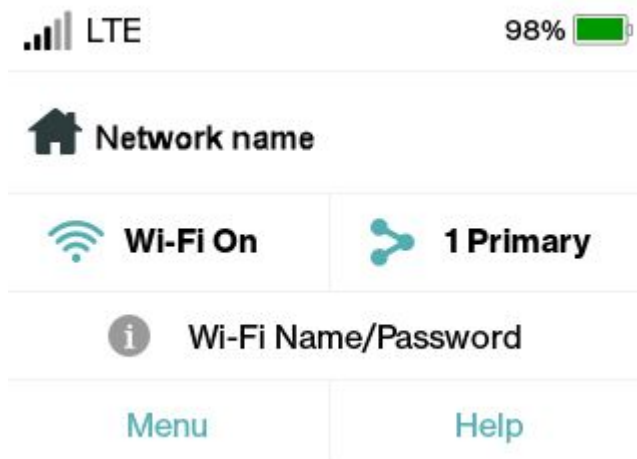 LTE 98%
Network name
Wi-Fi On 1 Primary
i Wi-Fi Name/Password
Menu Help